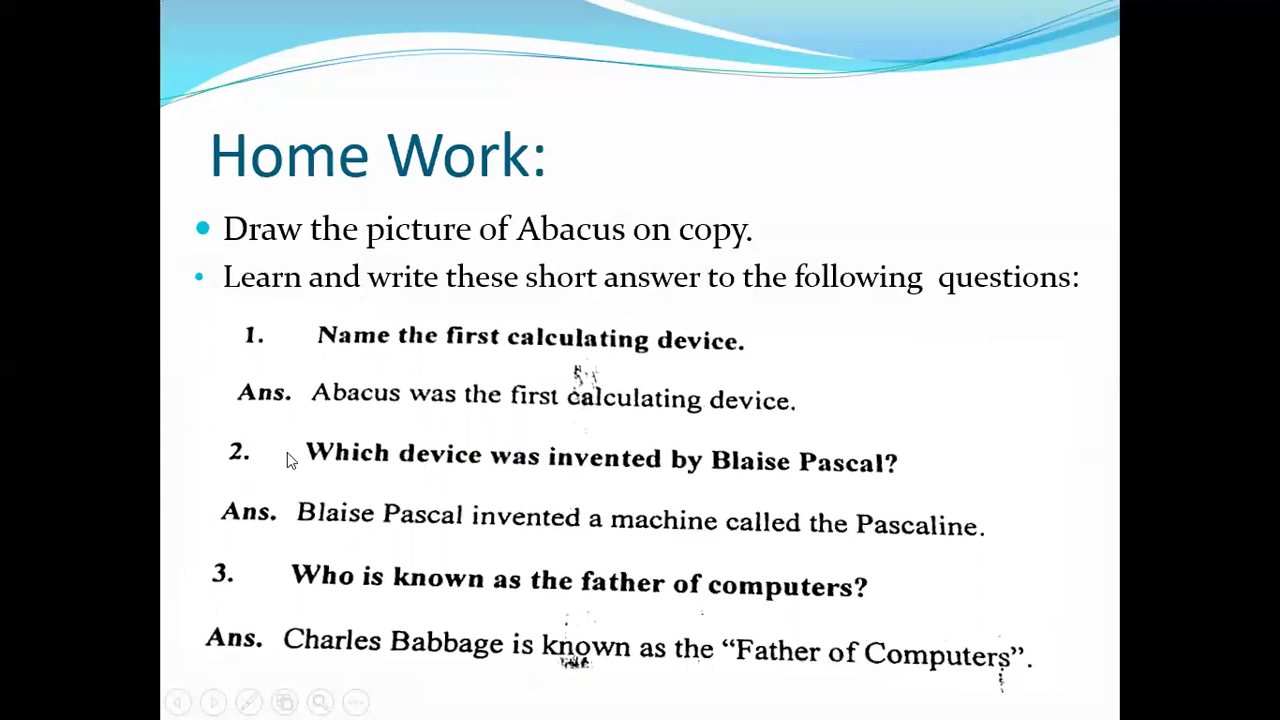 Home Work:
Draw the picture of Abacus on copy.
Learn and write these short answer to the following questions:
1. Name the first calculating device.
Ans. Abacus was the first calculating device.
2. Which device was invented by Blaise Pascal?
Ans. Blaise Pascal invented a machine called the Pascaline.
3. Who is known as the father of computers?
Ans. Charles Babbage is known as the “Father of Computers”.